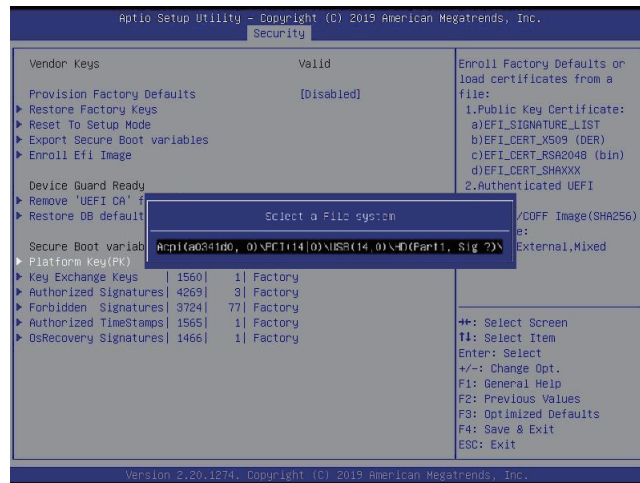 Aptio Setup Utility – Copyright (C) 2019 American Megatrends, Inc.
Security
Vendor Keys Valid
Provision Factory Defaults [Disabled]
Restore Factory Keys
Reset To Setup Mode
Export Secure Boot variables
Enroll Efi Image
Device Guard Ready
Remove 'UEFI CA' f
Restore DB default
Secure Boot variab
Platform Key(PK)
Key Exchange Keys | 1560| 1| Factory
Authorized Signatures| 4269| 3| Factory
Forbidden Signatures| 3724| 77| Factory
Authorized TimeStamps| 1565| 1| Factory
OsRecovery Signatures| 1466| 1| Factory
Select a File system
Acpi(a0341d0, 0)\PCI(14|0)\USB(14,0)\HD(Part1, Sig ?)\
Enroll Factory Defaults or
load certificates from a
file:
1.Public Key Certificate:
a)EFI_SIGNATURE_LIST
b)EFI_CERT_X509 (DER)
c)EFI_CERT_RSA2048 (bin)
d)EFI_CERT_SHAXXX
2.Authenticated UEFI
/COFF Image(SHA256)
e:
External,Mixed
→←: Select Screen
↑↓: Select Item
Enter: Select
+/-: Change Opt.
F1: General Help
F2: Previous Values
F3: Optimized Defaults
F4: Save & Exit
ESC: Exit
Version 2.20.1274. Copyright (C) 2019 American Megatrends, Inc.